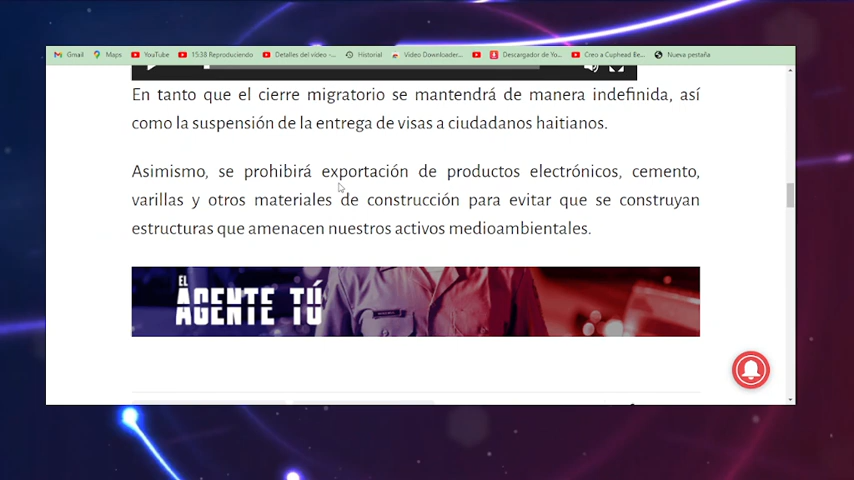 Gmail Maps YouTube 15:38 Reproduciendo Detalles del vídeo -... Historial Video Downloader... Descargador de Yo... Creo a Cuphead Be... Nueva pestaña
En tanto que el cierre migratorio se mantendrá de manera indefinida, así
como la suspensión de la entrega de visas a ciudadanos haitianos.
Asimismo, se prohibirá exportación de productos electrónicos, cemento,
varillas y otros materiales de construcción para evitar que se construyan
estructuras que amenacen nuestros activos medioambientales.
EL
AGENTE TÚ